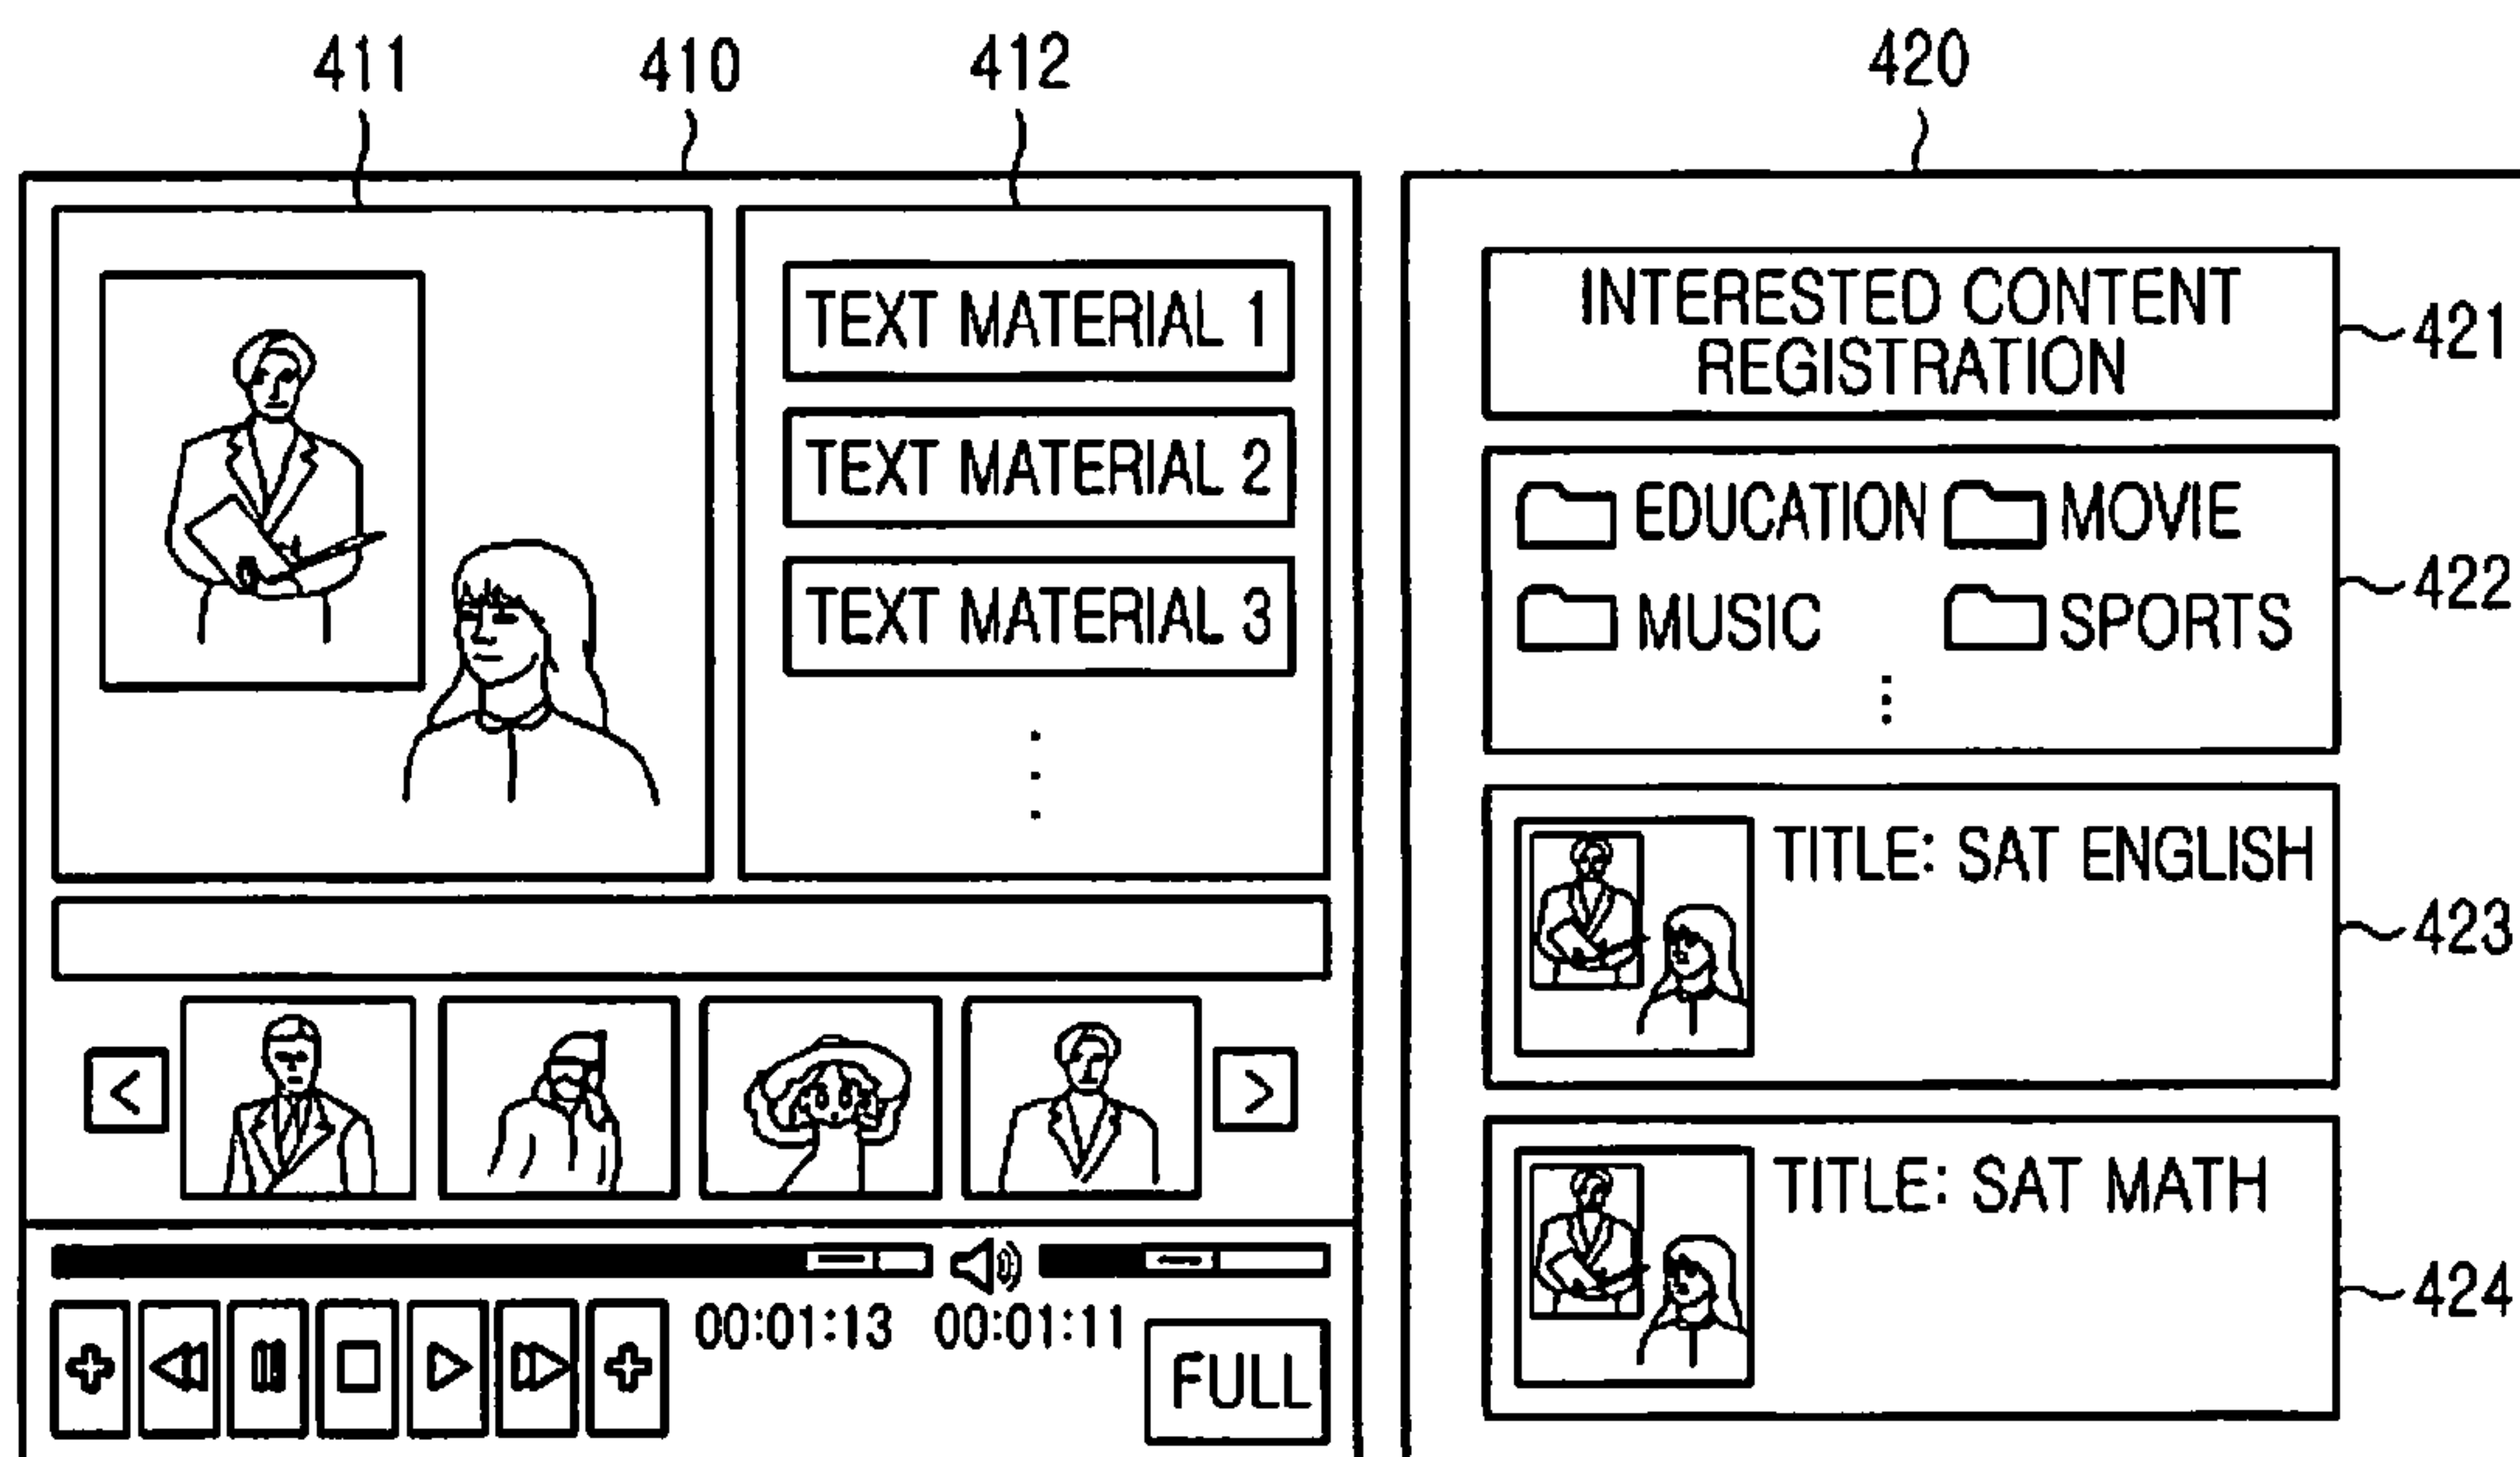 411
410
412
420
TEXT MATERIAL 1
TEXT MATERIAL 2
TEXT MATERIAL 3
<
>
00:01:13 00:01:11
FULL
INTERESTED CONTENT
REGISTRATION
421
EDUCATION MOVIE
MUSIC SPORTS
422
TITLE: SAT ENGLISH
423
TITLE: SAT MATH
424